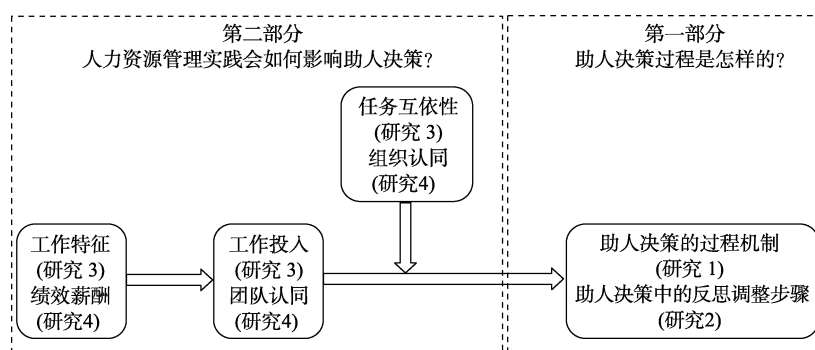 第二部分
人力资源管理实践会如何影响助人决策?
第一部分
助人决策过程是怎样的?
任务互依性
(研究 3)
组织认同
(研究4)
工作特征
(研究 3)
绩效薪酬
(研究4)
工作投入
(研究 3)
团队认同
(研究4)
助人决策的过程机制
(研究 1)
助人决策中的反思调整步骤
(研究2)